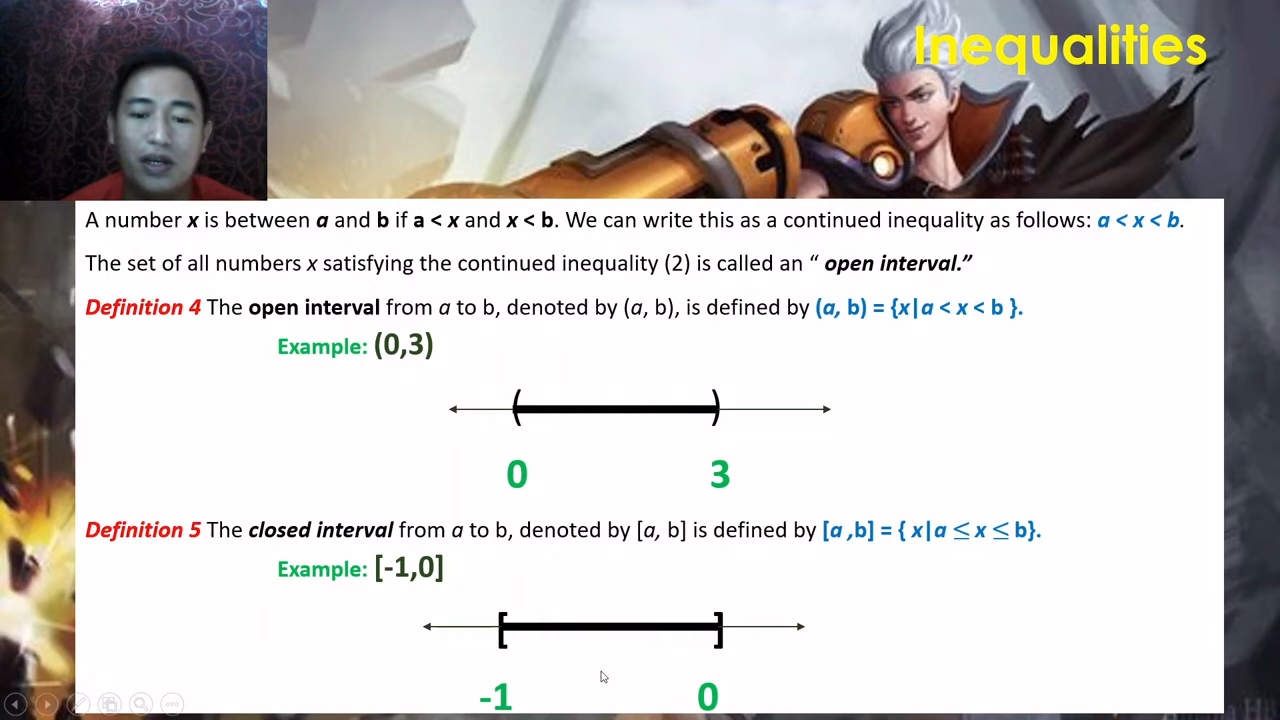 Inequalities
A number x is between a and b if a < x and x < b. We can write this as a continued inequality as follows: a < x < b.
The set of all numbers x satisfying the continued inequality (2) is called an “ open interval.”
Definition 4 The open interval from a to b, denoted by (a, b), is defined by (a, b) = {x|a < x < b }.
Example: (0,3)
( )
0 3
Definition 5 The closed interval from a to b, denoted by [a, b] is defined by [a ,b] = { x|a ≤ x ≤ b}.
Example: [-1,0]
[ ]
-1 0